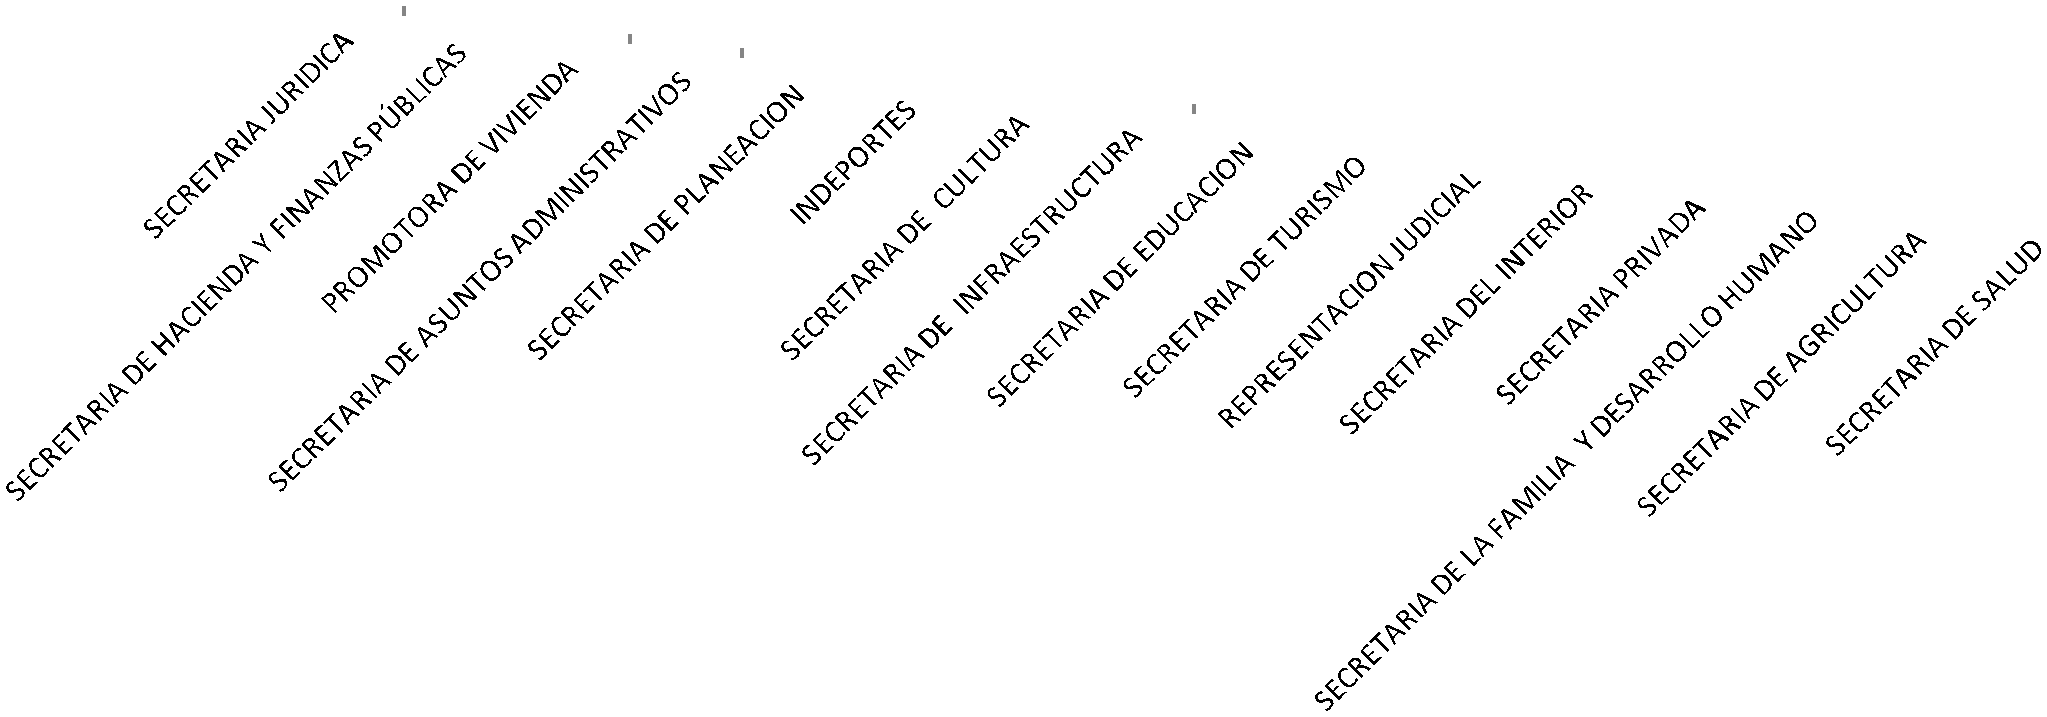 SECRETARIA JURIDICA
SECRETARIA DE HACIENDA Y FINANZAS PÚBLICAS
PROMOTORA DE VIVIENDA
SECRETARIA DE ASUNTOS ADMINISTRATIVOS
SECRETARIA DE PLANEACION
INDEPORTES
SECRETARIA DE CULTURA
SECRETARIA DE INFRAESTRUCTURA
SECRETARIA DE EDUCACION
SECRETARIA DE TURISMO
REPRESENTACION JUDICIAL
SECRETARIA DEL INTERIOR
SECRETARIA PRIVADA
SECRETARIA DE LA FAMILIA Y DESARROLLO HUMANO
SECRETARIA DE AGRICULTURA
SECRETARIA DE SALUD